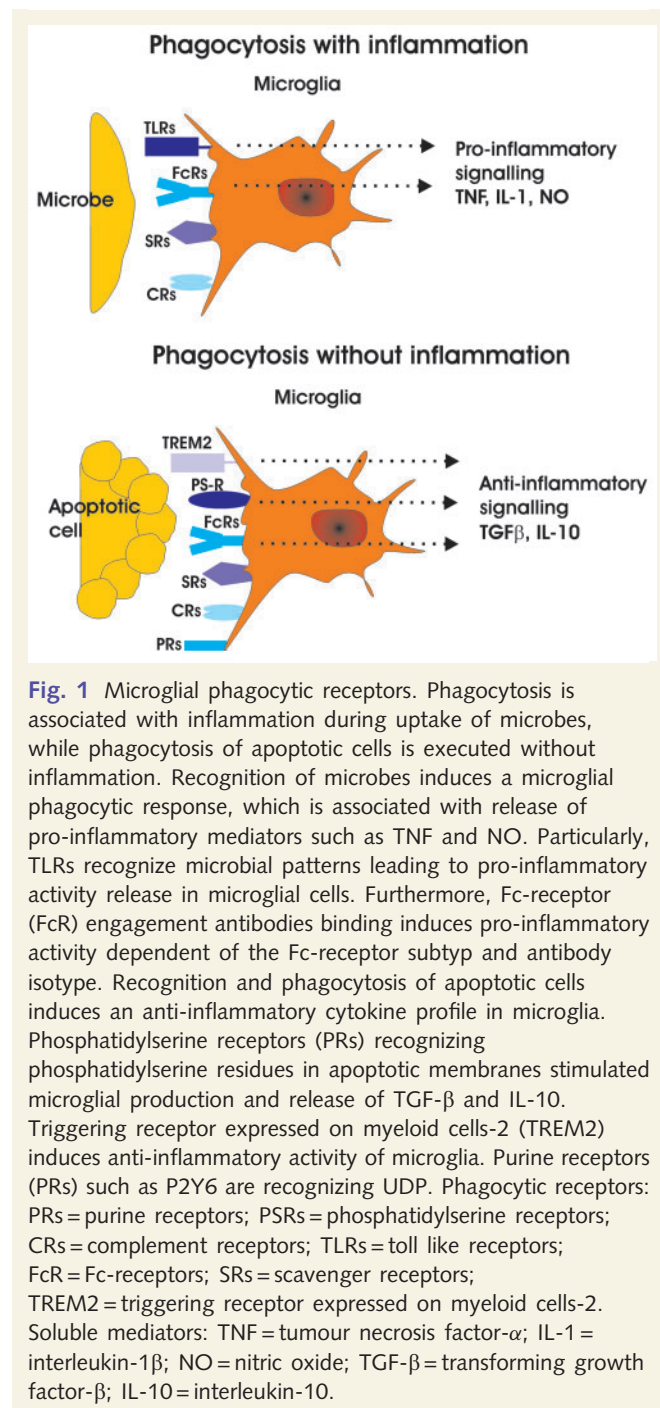 Phagocytosis with inflammation
Microglia
TLRs
FcRs
Microbe
SRs
CRs
Pro-inflammatory
signalling
TNF, IL-1, NO
Phagocytosis without inflammation
Microglia
TREM2
PS-R
Apoptotic
cell
FcRs
SRs
CRs
PRs
Anti-inflammatory
signalling
TGFβ, IL-10
Fig. 1 Microglial phagocytic receptors. Phagocytosis is
associated with inflammation during uptake of microbes,
while phagocytosis of apoptotic cells is executed without
inflammation. Recognition of microbes induces a microglial
phagocytic response, which is associated with release of
pro-inflammatory mediators such as TNF and NO. Particularly,
TLRs recognize microbial patterns leading to pro-inflammatory
activity release in microglial cells. Furthermore, Fc-receptor
(FcR) engagement antibodies binding induces pro-inflammatory
activity dependent of the Fc-receptor subtyp and antibody
isotype. Recognition and phagocytosis of apoptotic cells
induces an anti-inflammatory cytokine profile in microglia.
Phosphatidylserine receptors (PRs) recognizing
phosphatidylserine residues in apoptotic membranes stimulated
microglial production and release of TGF-β and IL-10.
Triggering receptor expressed on myeloid cells-2 (TREM2)
induces anti-inflammatory activity of microglia. Purine receptors
(PRs) such as P2Y6 are recognizing UDP. Phagocytic receptors:
PRs = purine receptors; PSRs = phosphatidylserine receptors;
CRs = complement receptors; TLRs = toll like receptors;
FcR = Fc-receptors; SRs = scavenger receptors;
TREM2 = triggering receptor expressed on myeloid cells-2.
Soluble mediators: TNF = tumour necrosis factor-α; IL-1 =
interleukin-1β; NO = nitric oxide; TGF-β = transforming growth
factor-β; IL-10 = interleukin-10.